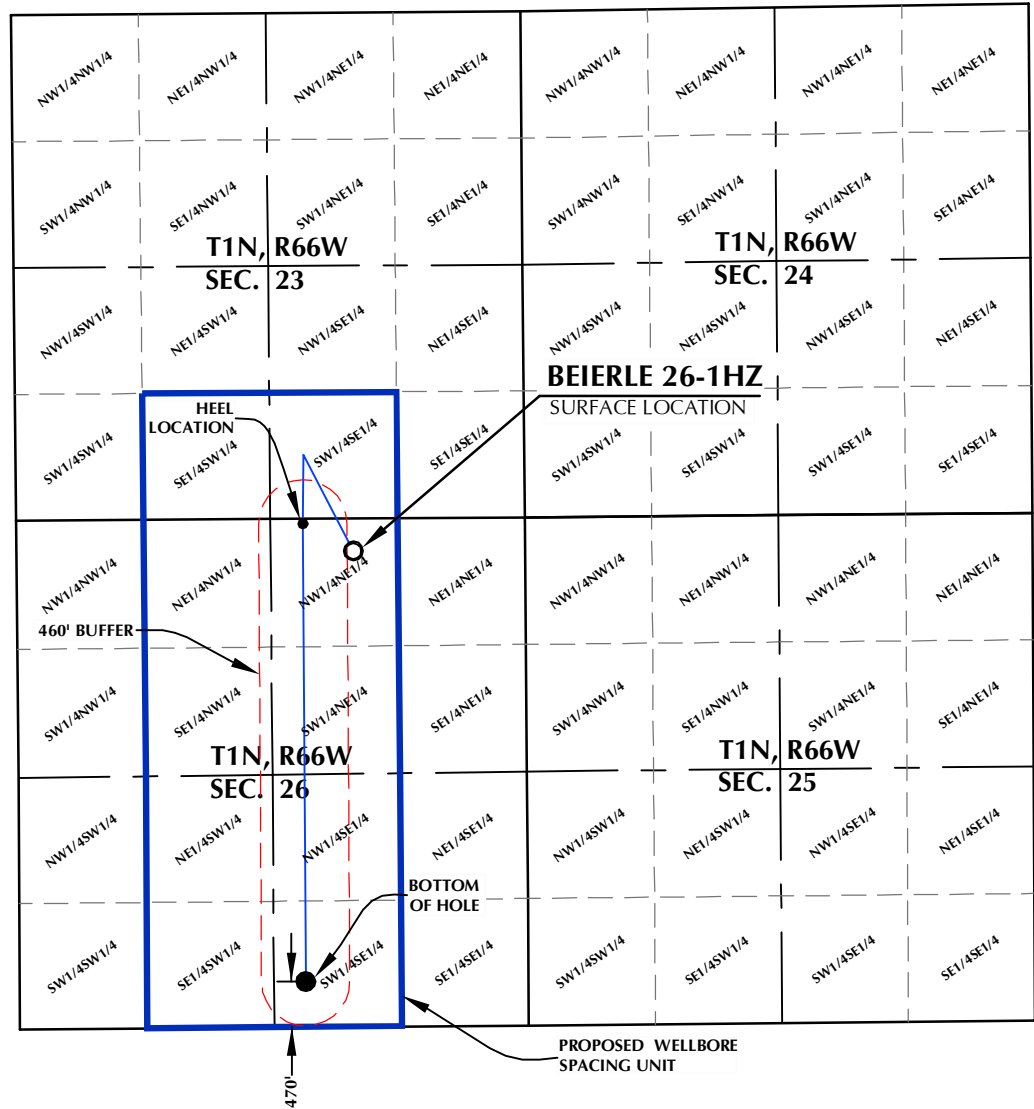 NW1/4NW1/4 NE1/4NW1/4 NW1/4NE1/4 NE1/4NE1/4 NW1/4NW1/4 NE1/4NW1/4 NW1/4NE1/4 NE1/4NE1/4
SW1/4NW1/4 SE1/4NW1/4 SW1/4NE1/4 SE1/4NE1/4 SW1/4NW1/4 SE1/4NW1/4 SW1/4NE1/4 SE1/4NE1/4
T1N, R66W
SEC. 23
T1N, R66W
SEC. 24
NW1/4SW1/4 NE1/4SW1/4 NW1/4SE1/4 NE1/4SE1/4 NW1/4SW1/4 NE1/4SW1/4 NW1/4SE1/4 NE1/4SE1/4
BEIERLE 26-1HZ
SURFACE LOCATION
HEEL
LOCATION
SW1/4SW1/4 SE1/4SW1/4 SW1/4SE1/4 SE1/4SE1/4 SW1/4SW1/4 SE1/4SW1/4 SW1/4SE1/4 SE1/4SE1/4
NW1/4NW1/4 NE1/4NW1/4 NW1/4NE1/4 NE1/4NE1/4 NW1/4NW1/4 NE1/4NW1/4 NW1/4NE1/4 NE1/4NE1/4
460' BUFFER
SW1/4NW1/4 SE1/4NW1/4 SW1/4NE1/4 SE1/4NE1/4 SW1/4NW1/4 SE1/4NW1/4 SW1/4NE1/4 SE1/4NE1/4
T1N, R66W
SEC. 26
T1N, R66W
SEC. 25
NW1/4SW1/4 NE1/4SW1/4 NW1/4SE1/4 NE1/4SE1/4 NW1/4SW1/4 NE1/4SW1/4 NW1/4SE1/4 NE1/4SE1/4
BOTTOM
OF HOLE
SW1/4SW1/4 SE1/4SW1/4 SW1/4SE1/4 SE1/4SE1/4 SW1/4SW1/4 SE1/4SW1/4 SW1/4SE1/4 SE1/4SE1/4
PROPOSED WELLBORE
SPACING UNIT
470'